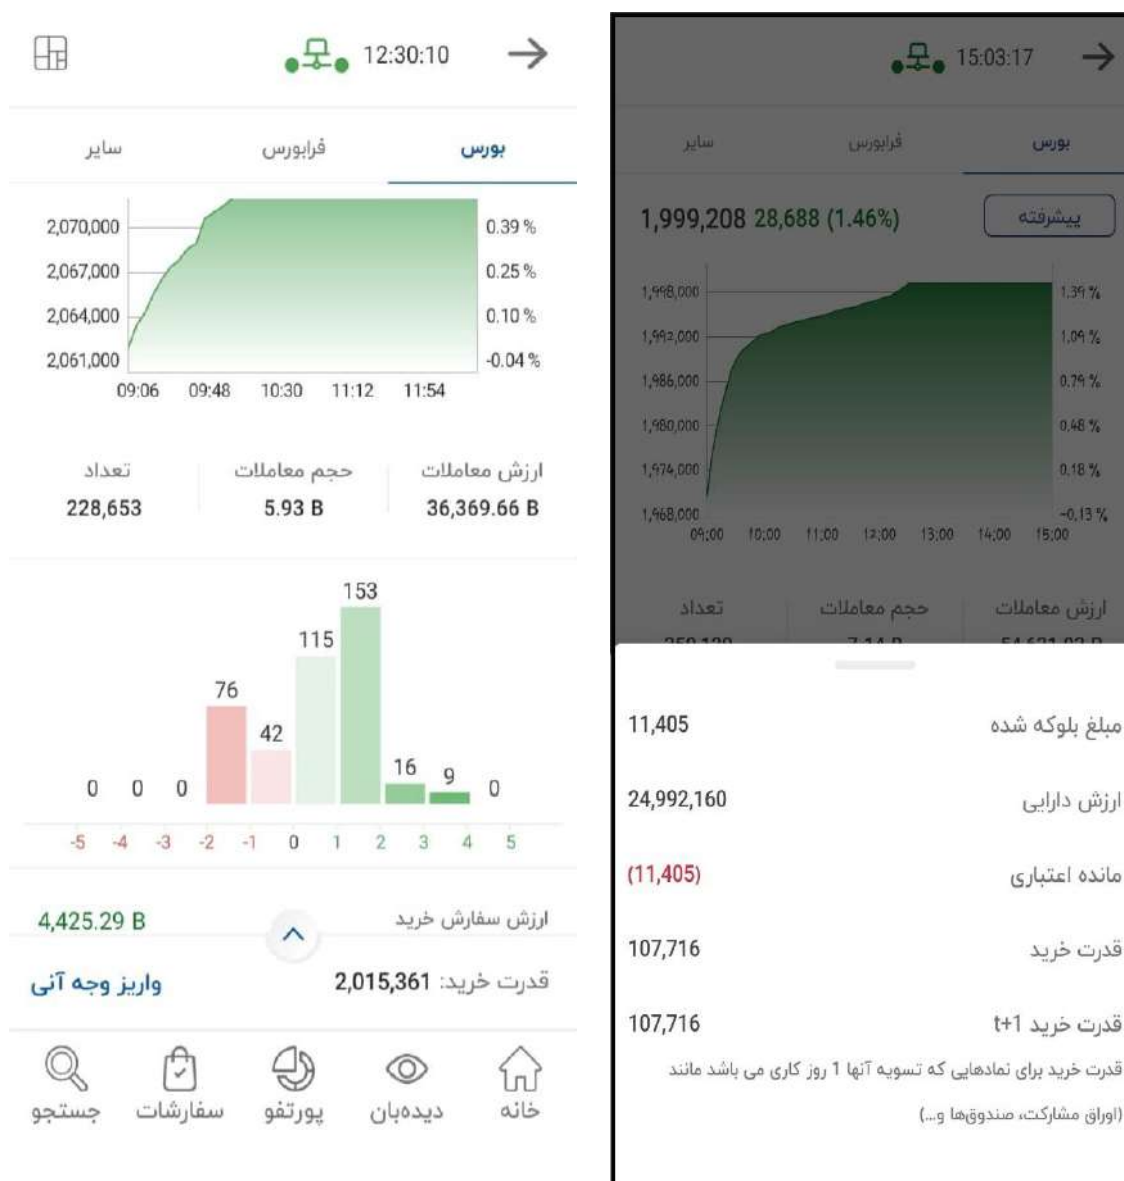 12:30:10
بورس
فرابورس
سایر
2,070,000
0.39 %
2,067,000
0.25 %
2,064,000
0.10 %
2,061,000
-0.04 %
09:06 09:48 10:30 11:12 11:54
ارزش معاملات
حجم معاملات
تعداد
36,369.66 B
5.93 B
228,653
0 0 0 76 42 115 153 16 9 0
-5 -4 -3 -2 -1 0 1 2 3 4 5
ارزش سفارش خرید
4,425.29 B
قدرت خرید: 2,015,361
واریز وجه آنی
خانه
دیده‌بان
پورتفو
سفارشات
جستجو
15:03:17
بورس
فرابورس
سایر
پیشرفته
1,999,208 28,688 (1.46%)
1,998,000
1.39 %
1,992,000
1.09 %
1,986,000
0.79 %
1,980,000
0.48 %
1,974,000
0.18 %
1,968,000
-0.13 %
09:00 10:00 11:00 12:00 13:00 14:00 15:00
ارزش معاملات
حجم معاملات
تعداد
مبلغ بلوکه شده
11,405
ارزش دارایی
24,992,160
مانده اعتباری
(11,405)
قدرت خرید
107,716
قدرت خرید t+1
107,716
قدرت خرید برای نمادهایی که تسویه آنها 1 روز کاری می باشد مانند
(اوراق مشارکت، صندوق‌ها و...)